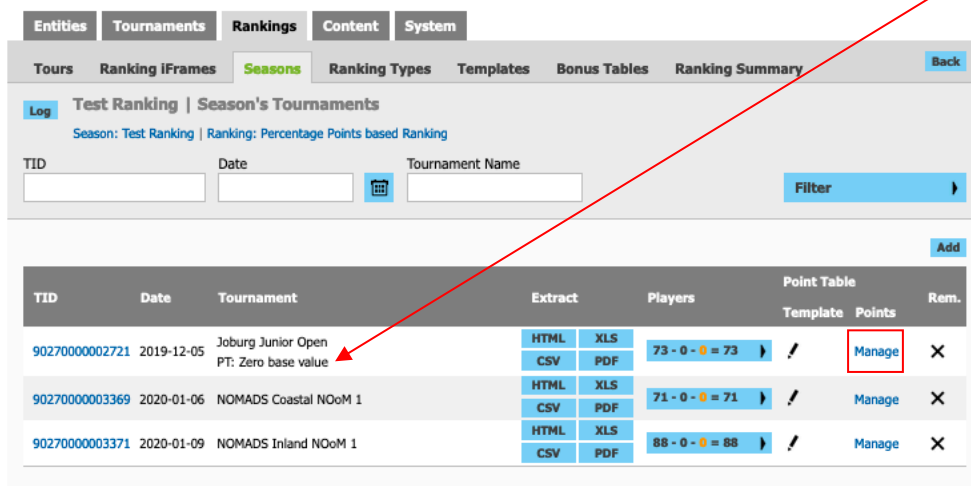 Entities Tournaments Rankings Content System
Tours Ranking iFrames Seasons Ranking Types Templates Bonus Tables Ranking Summary Back
Log Test Ranking | Season's Tournaments
Season: Test Ranking | Ranking: Percentage Points based Ranking
TID Date Tournament Name
Filter
Add
TID Date Tournament Extract Players Point Table Rem.
Template Points
90270000002721 2019-12-05 Joburg Junior Open HTML XLS 73 - 0 - 0 = 73 Manage
PT: Zero base value CSV PDF
90270000003369 2020-01-06 NOMADS Coastal NOoM 1 HTML XLS 71 - 0 - 0 = 71 Manage
CSV PDF
90270000003371 2020-01-09 NOMADS Inland NOoM 1 HTML XLS 88 - 0 - 0 = 88 Manage
CSV PDF